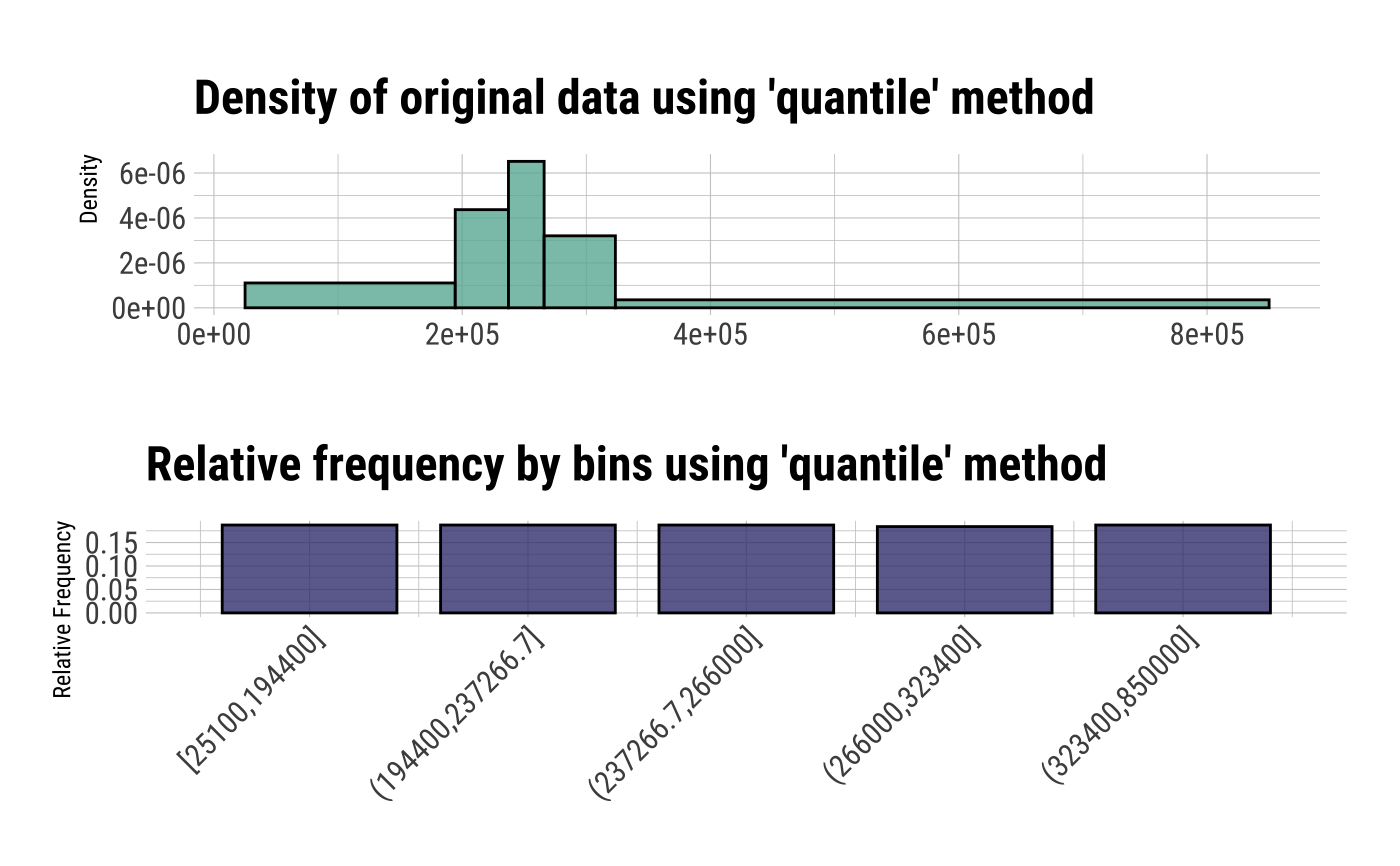 Density of original data using 'quantile' method
Density
6e-06
4e-06
2e-06
0e+00
0e+00 2e+05 4e+05 6e+05 8e+05
Relative frequency by bins using 'quantile' method
Relative Frequency
0.15
0.10
0.05
0.00
[25100,194400]
(194400,237266.7]
(237266.7,266000]
(266000,323400]
(323400,850000]